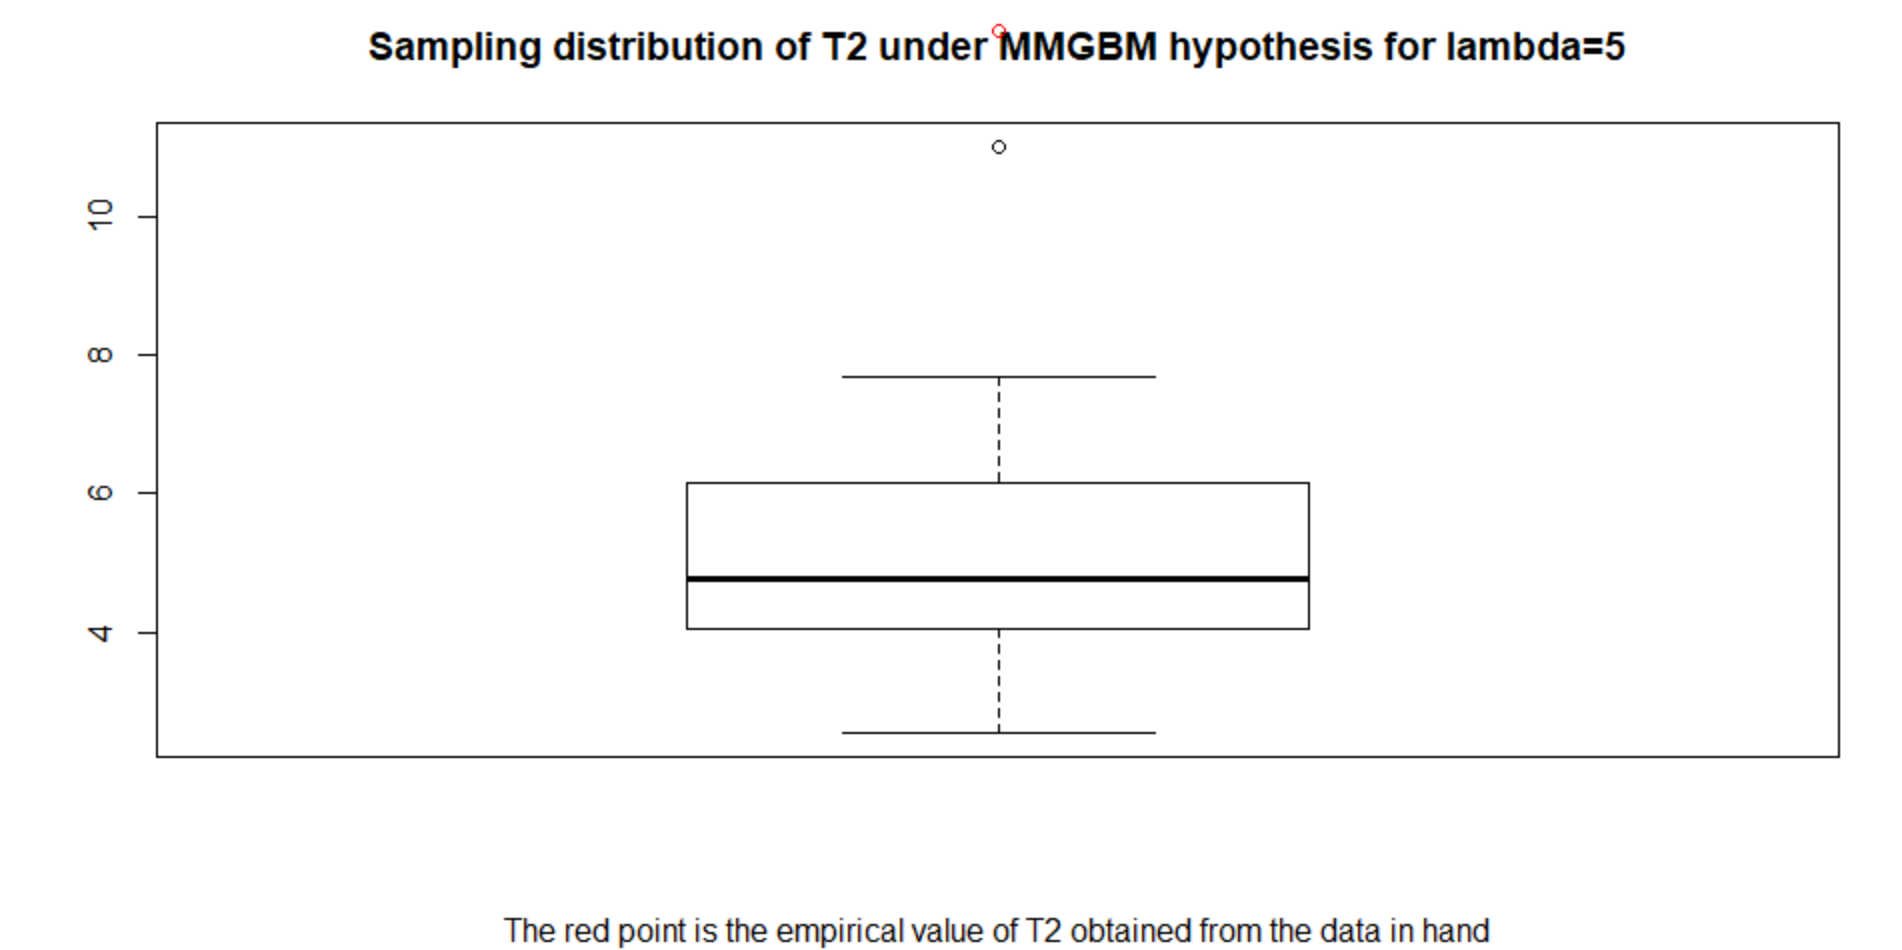 Sampling distribution of T2 under MMGBM hypothesis for lambda=5
10
8
6
4
The red point is the empirical value of T2 obtained from the data in hand